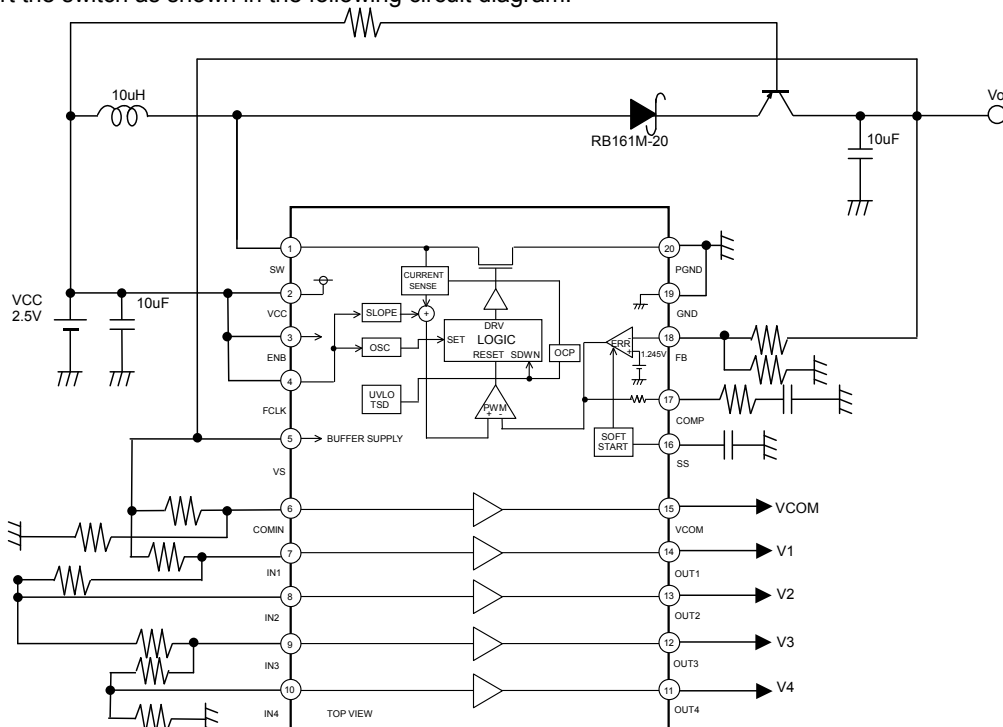 rt the switch as shown in the following circuit diagram.
10uH
RB161M-20
10uF
VCC
2.5V
10uF
1
SW
2
VCC
3
ENB
4
FCLK
5
VS
6
COMIN
7
IN1
8
IN2
9
IN3
10
IN4
CURRENT
SENSE
SLOPE
+
OSC
SET
DRV
LOGIC
RESET SDWN
OCP
UVLO
TSD
PWM
+ -
ERR
-
+
1.245V
SOFT
START
BUFFER SUPPLY
TOP VIEW
20
PGND
19
GND
18
FB
17
COMP
16
SS
15
VCOM
VCOM
14
OUT1
V1
13
OUT2
V2
12
OUT3
V3
11
OUT4
V4